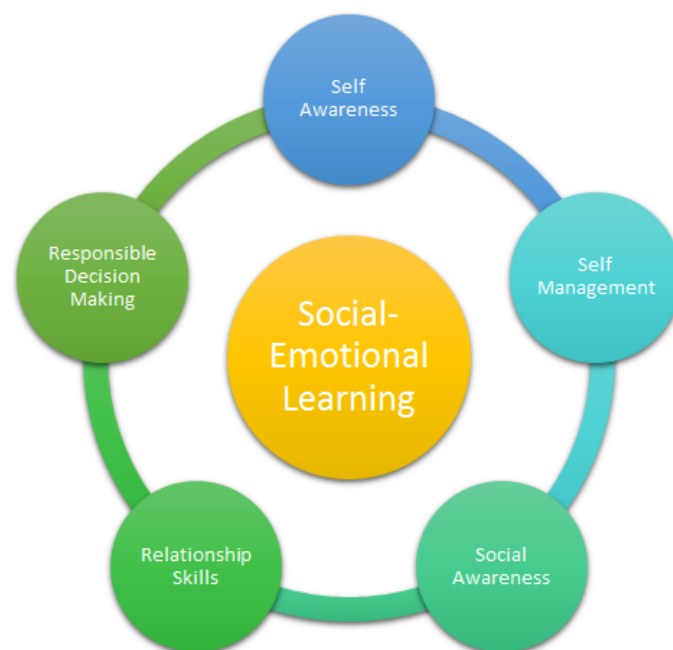 Self
Awareness
Self
Management
Social
Awareness
Relationship
Skills
Responsible
Decision
Making
Social-
Emotional
Learning